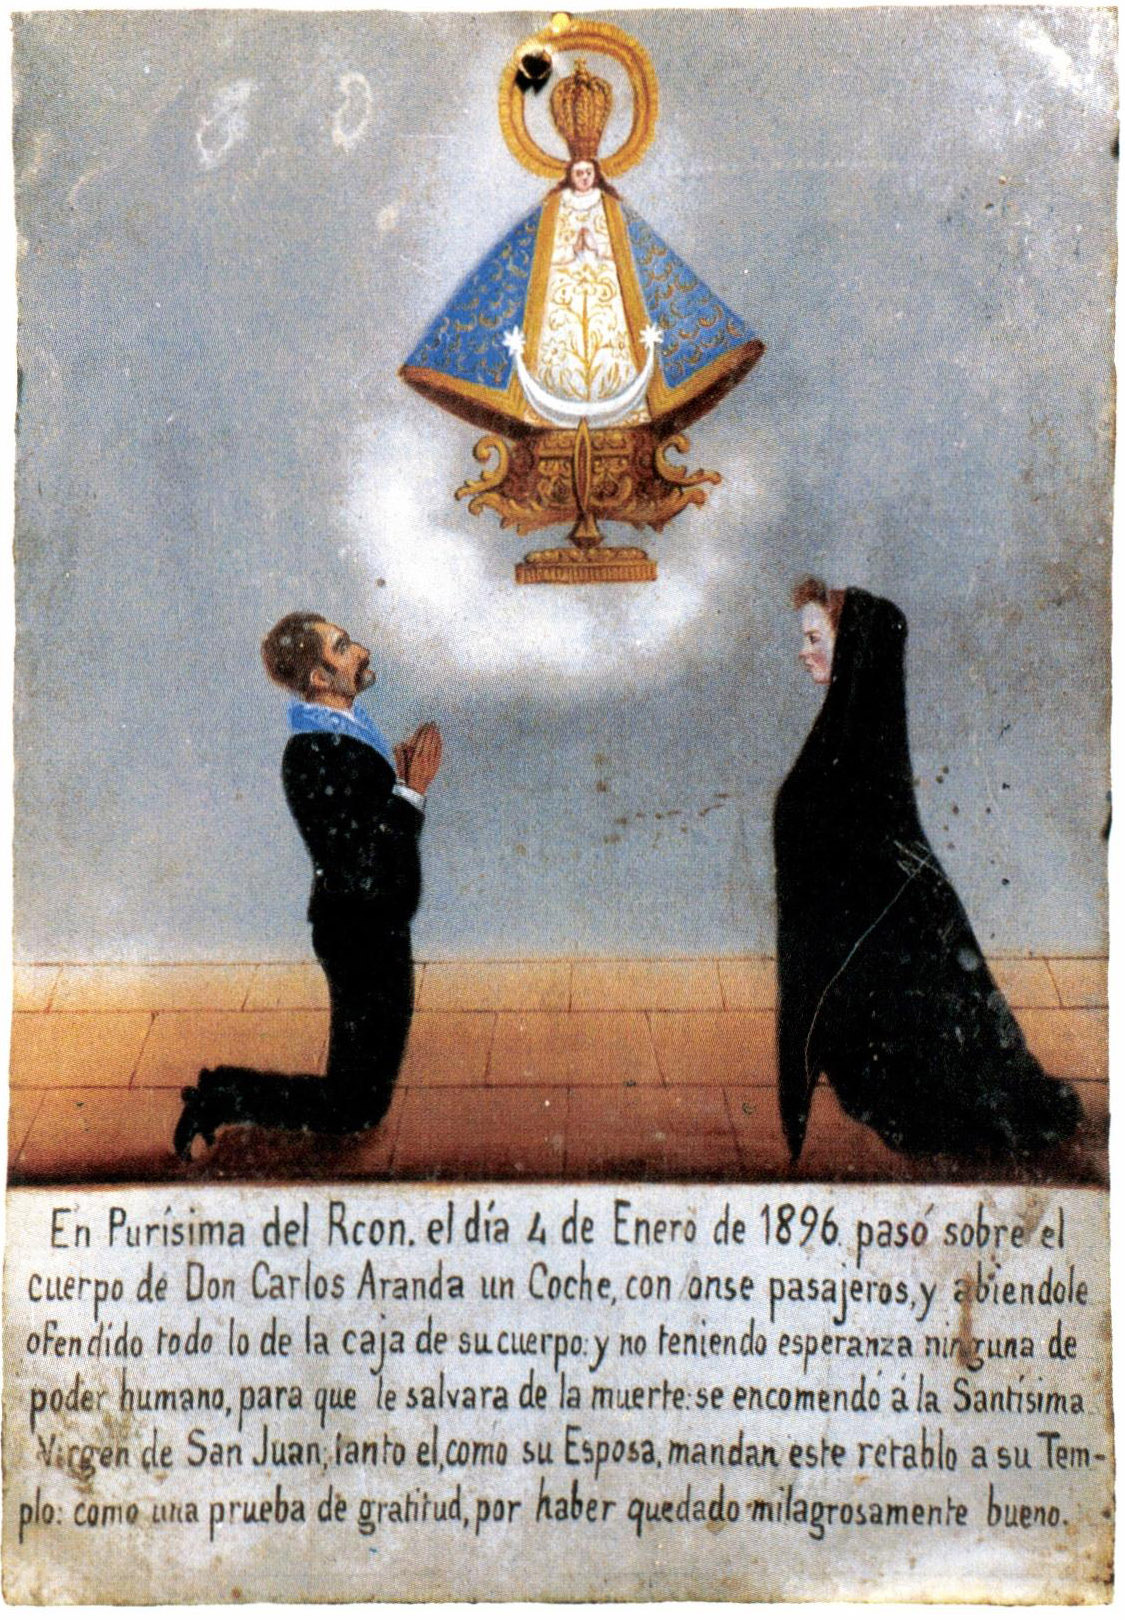 En Purísima del Rcon. el día 4 de Enero de 1896. pasó sobre el
cuerpo de Don Carlos Aranda un Coche, con onse pasajeros, y abiendole
ofendido todo lo de la caja de su cuerpo: y no teniendo esperanza ninguna de
poder humano, para que le salvara de la muerte: se encomendó á la Santísima
Virgen de San Juan; tanto el, como su Esposa, mandan este retablo a su Tem-
plo: como una prueba de gratitud, por haber quedado milagrosamente bueno.